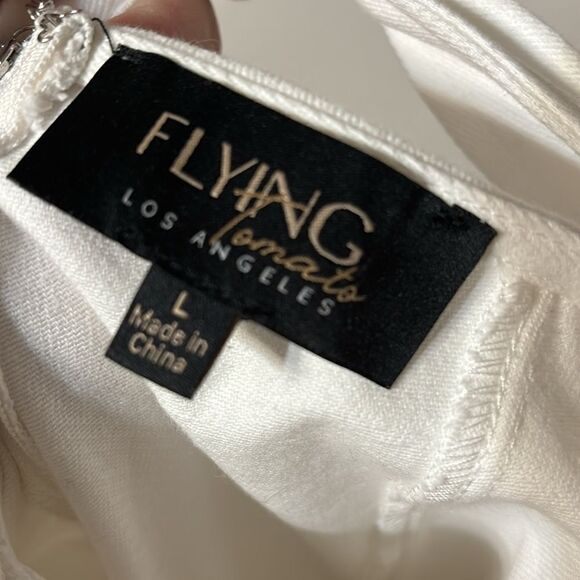 FLYING
Tomato
LOS ANGELES
L
Made in
China